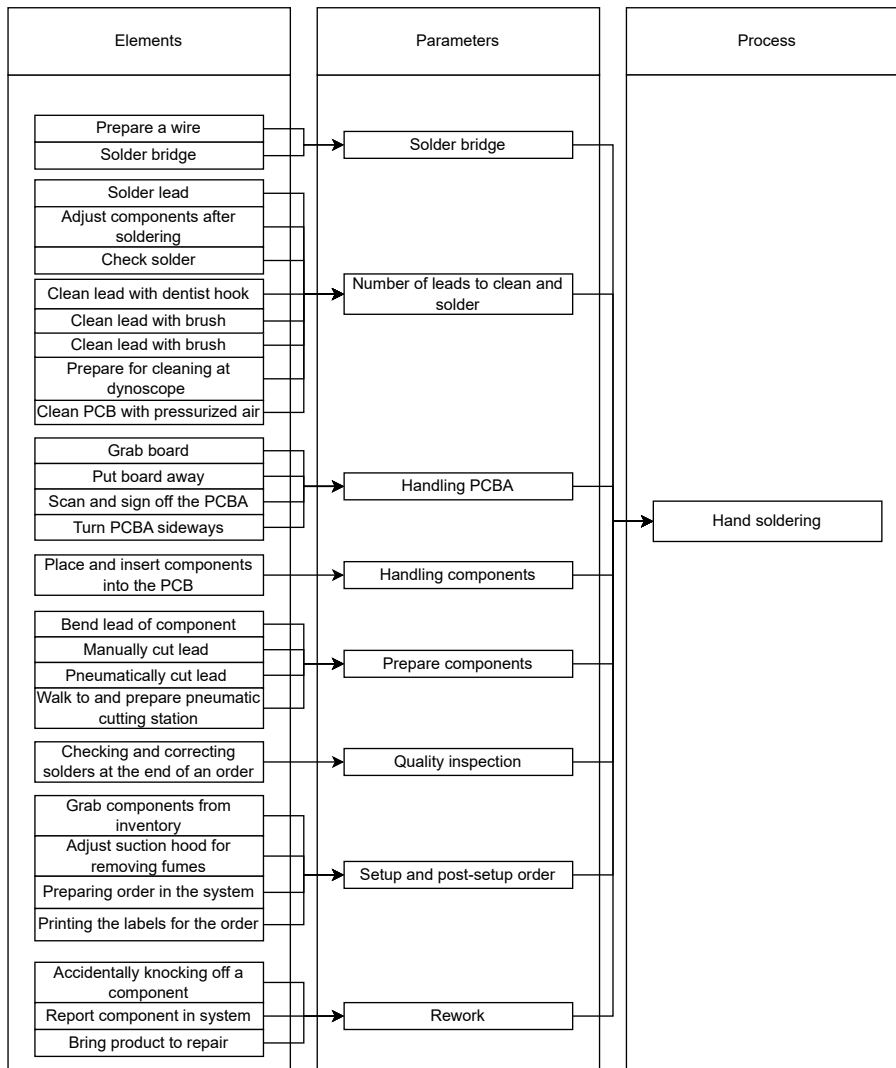 Elements
Parameters
Process
Prepare a wire
Solder bridge
Solder bridge
Solder lead
Adjust components after
soldering
Check solder
Clean lead with dentist hook
Clean lead with brush
Clean lead with brush
Prepare for cleaning at
dynoscope
Clean PCB with pressurized air
Number of leads to clean and
solder
Grab board
Put board away
Scan and sign off the PCBA
Turn PCBA sideways
Handling PCBA
Hand soldering
Place and insert components
into the PCB
Handling components
Bend lead of component
Manually cut lead
Pneumatically cut lead
Walk to and prepare pneumatic
cutting station
Prepare components
Checking and correcting
solders at the end of an order
Quality inspection
Grab components from
inventory
Adjust suction hood for
removing fumes
Preparing order in the system
Printing the labels for the order
Setup and post-setup order
Accidentally knocking off a
component
Report component in system
Bring product to repair
Rework